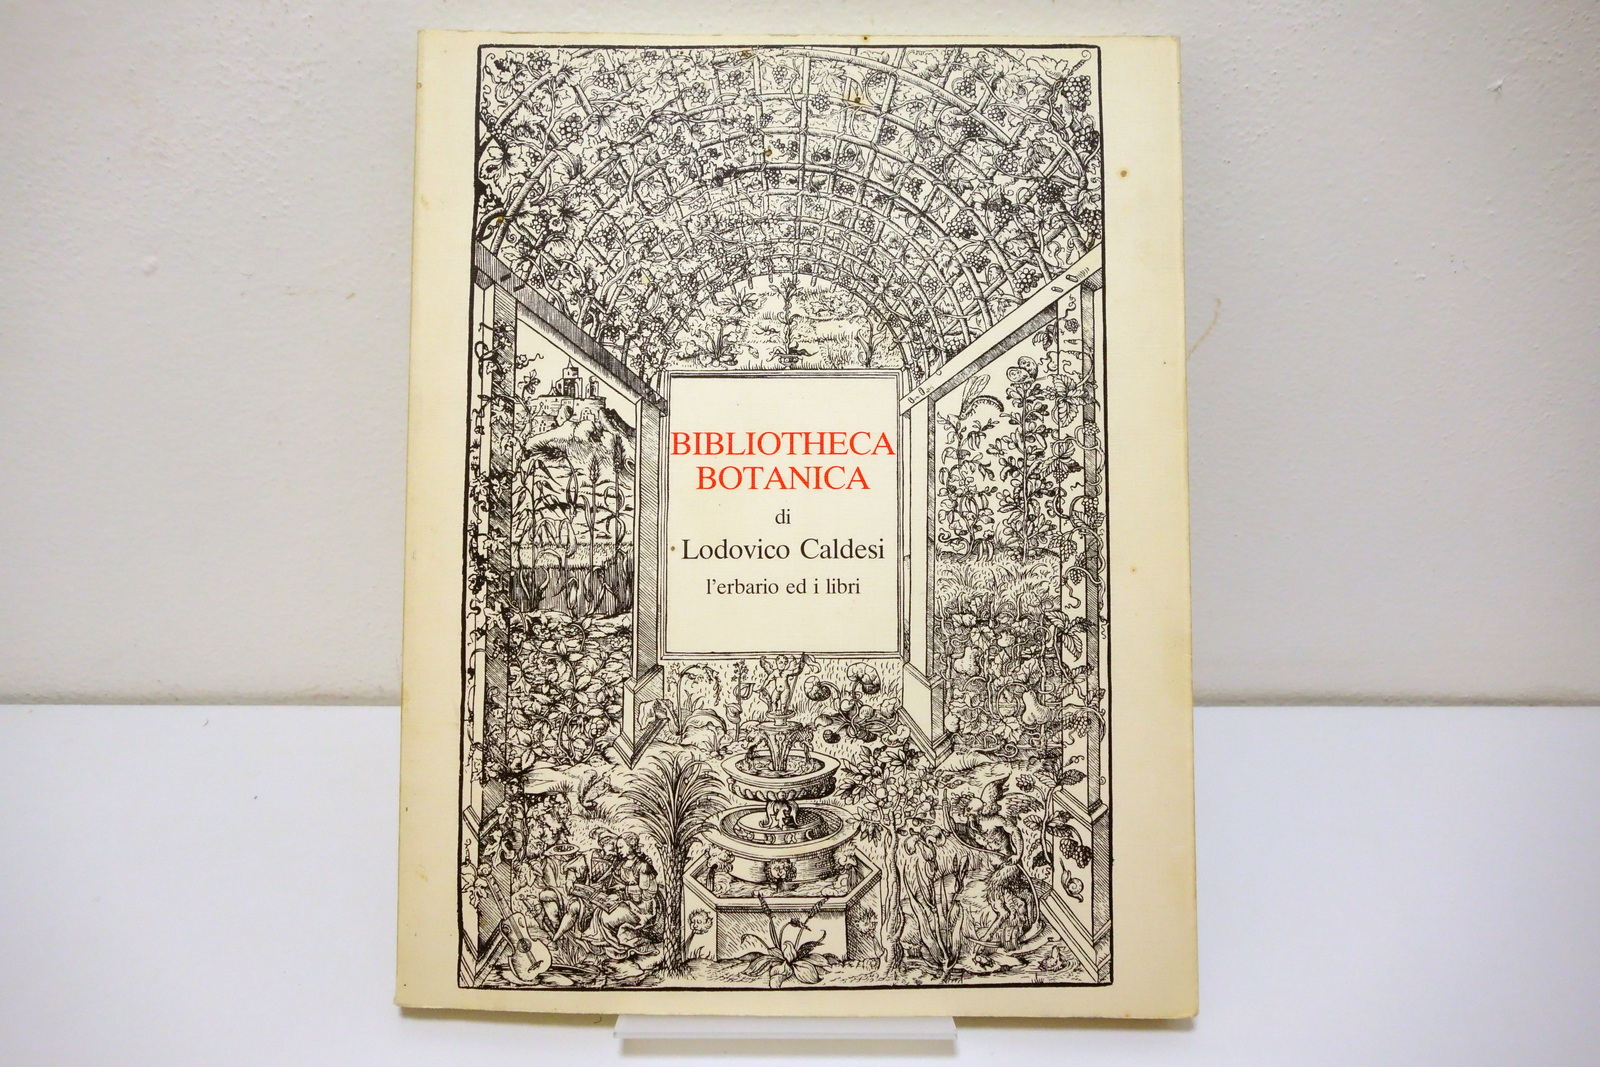 BIBLIOTHECA
BOTANICA
di
Lodovico Caldesi
l'erbario ed i libri